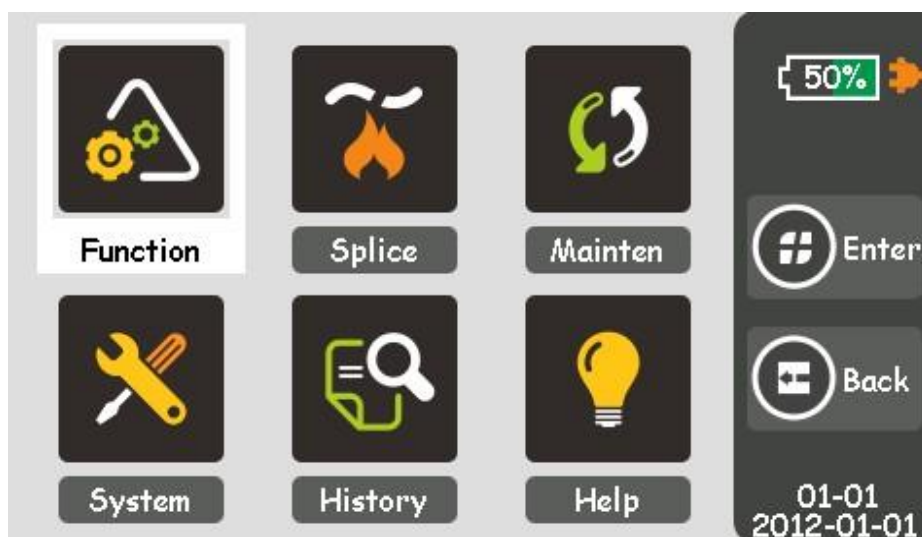 50%
Function
Splice
Mainten
Enter
System
History
Help
Back
01-01
2012-01-01